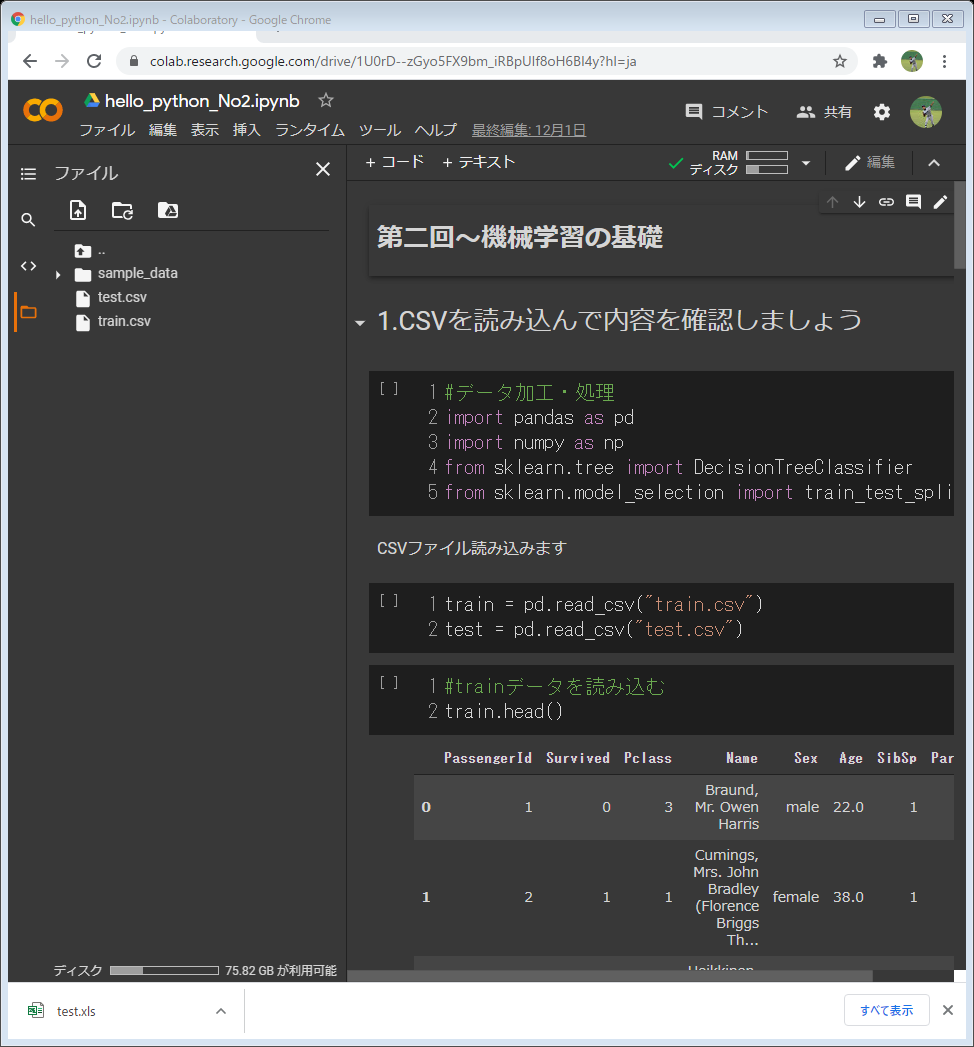 hello_python_No2.ipynb - Colaboratory - Google Chrome
colab.research.google.com/drive/1U0rD--zGyo5FX9bm_iRBpUlf8oH6Bl4y?hl=ja
hello_python_No2.ipynb
コメント
共有
ファイル 編集 表示 挿入 ランタイム ツール ヘルプ 最終編集: 12月1日
ファイル
+ コード + テキスト
RAM
ディスク
編集
..
sample_data
test.csv
train.csv
第二回～機械学習の基礎
1.CSVを読み込んで内容を確認しましょう
[ ]
1 #データ加工・処理
2 import pandas as pd
3 import numpy as np
4 from sklearn.tree import DecisionTreeClassifier
5 from sklearn.model_selection import train_test_spli
CSVファイル読み込みます
[ ]
1 train = pd.read_csv("train.csv")
2 test = pd.read_csv("test.csv")
[ ]
1 #trainデータを読み込む
2 train.head()
PassengerId Survived Pclass Name Sex Age SibSp Par
0 1 0 3 Braund, Mr. Owen Harris male 22.0 1
1 2 1 1 Cumings, Mrs. John Bradley (Florence Briggs Th... female 38.0 1
ディスク 75.82 GB が利用可能
test.xls
すべて表示